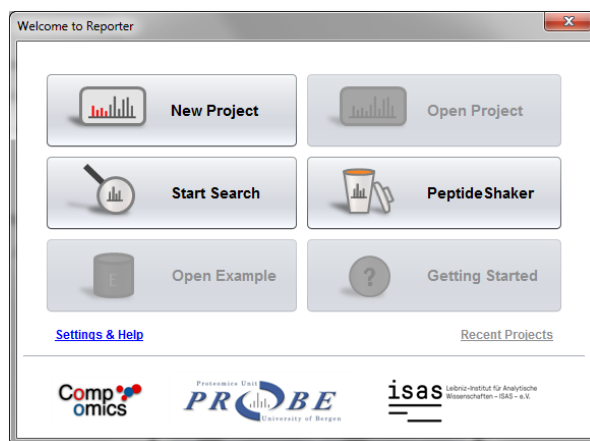 Welcome to Reporter
New Project
Open Project
Start Search
PeptideShaker
E
Open Example
?
Getting Started
Settings & Help
Recent Projects
Comp
omics
Proteomics Unit
PROBE
University of Bergen
isas
Leibniz-Institut für Analytische
Wissenschaften – ISAS – e.V.